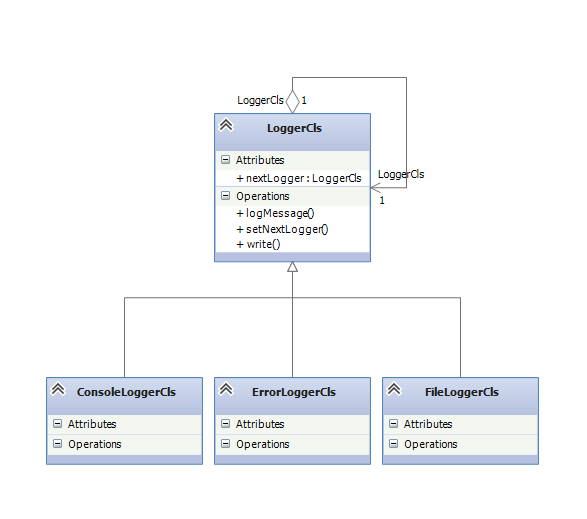 LoggerCls 1
LoggerCls
Attributes
+ nextLogger : LoggerCls
LoggerCls
1
Operations
+ logMessage()
+ setNextLogger()
+ write()
ConsoleLoggerCls
Attributes
Operations
ErrorLoggerCls
Attributes
Operations
FileLoggerCls
Attributes
Operations